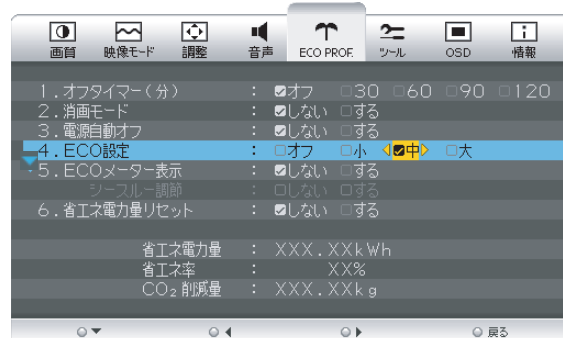 画質 映像モード 調整 音声 ECO PROF. ツール OSD 情報
1.オフタイマー(分) : オフ 30 60 90 120
2.消画モード : しない する
3.電源自動オフ : しない する
4.ECO設定 : オフ 小 中 大
5.ECOメーター表示 : しない する
シースルー調節 : しない する
6.省エネ電力量リセット : しない する
省エネ電力量 : XXX.XXkWh
省エネ率 : XX%
CO₂削減量 : XXX.XXkg
戻る